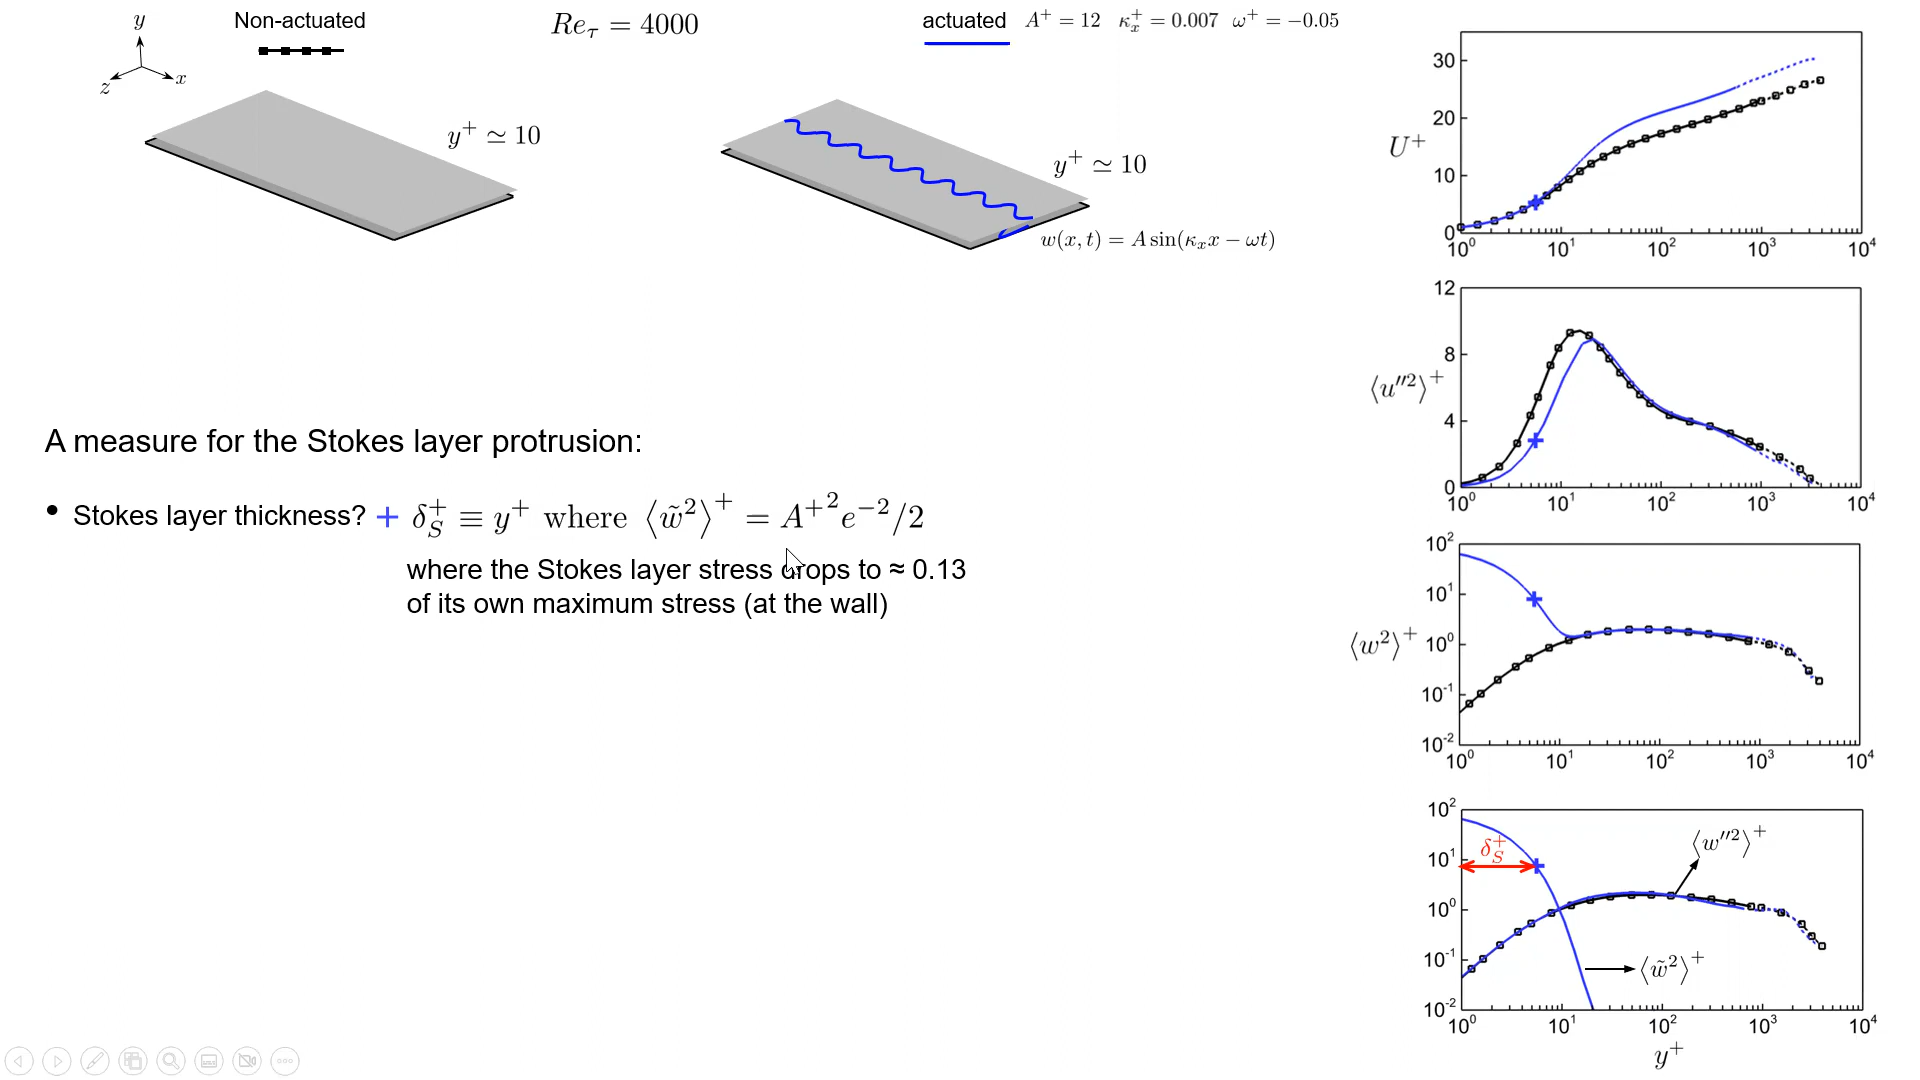 Non-actuated
Re_τ = 4000
actuated A⁺ = 12 κ_x⁺ = 0.007 ω⁺ = −0.05
y
z
x
y⁺ ≃ 10
y⁺ ≃ 10
w(x, t) = A sin(κ_x x − ωt)
A measure for the Stokes layer protrusion:
• Stokes layer thickness? + δ_S⁺ ≡ y⁺ where ⟨w̃²⟩⁺ = A⁺² e⁻²/2
where the Stokes layer stress drops to ≈ 0.13
of its own maximum stress (at the wall)
U⁺
30
20
10
0
10⁰ 10¹ 10² 10³ 10⁴
⟨u′′²⟩⁺
12
8
4
0
10⁰ 10¹ 10² 10³ 10⁴
⟨w²⟩⁺
10²
10¹
10⁰
10⁻¹
10⁻²
10⁰ 10¹ 10² 10³ 10⁴
10²
10¹
10⁰
10⁻¹
10⁻²
δ_S⁺
⟨w′′²⟩⁺
⟨w̃²⟩⁺
10⁰ 10¹ 10² 10³ 10⁴
y⁺